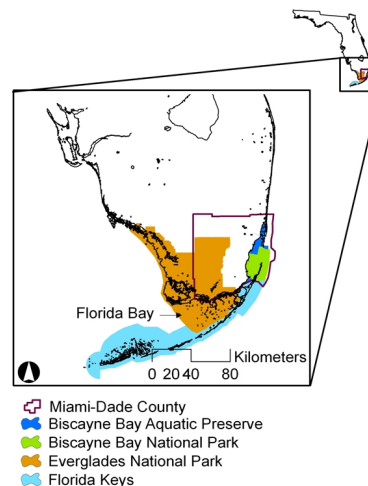 Florida Bay
Kilometers
0 20 40 80
Miami-Dade County
Biscayne Bay Aquatic Preserve
Biscayne Bay National Park
Everglades National Park
Florida Keys